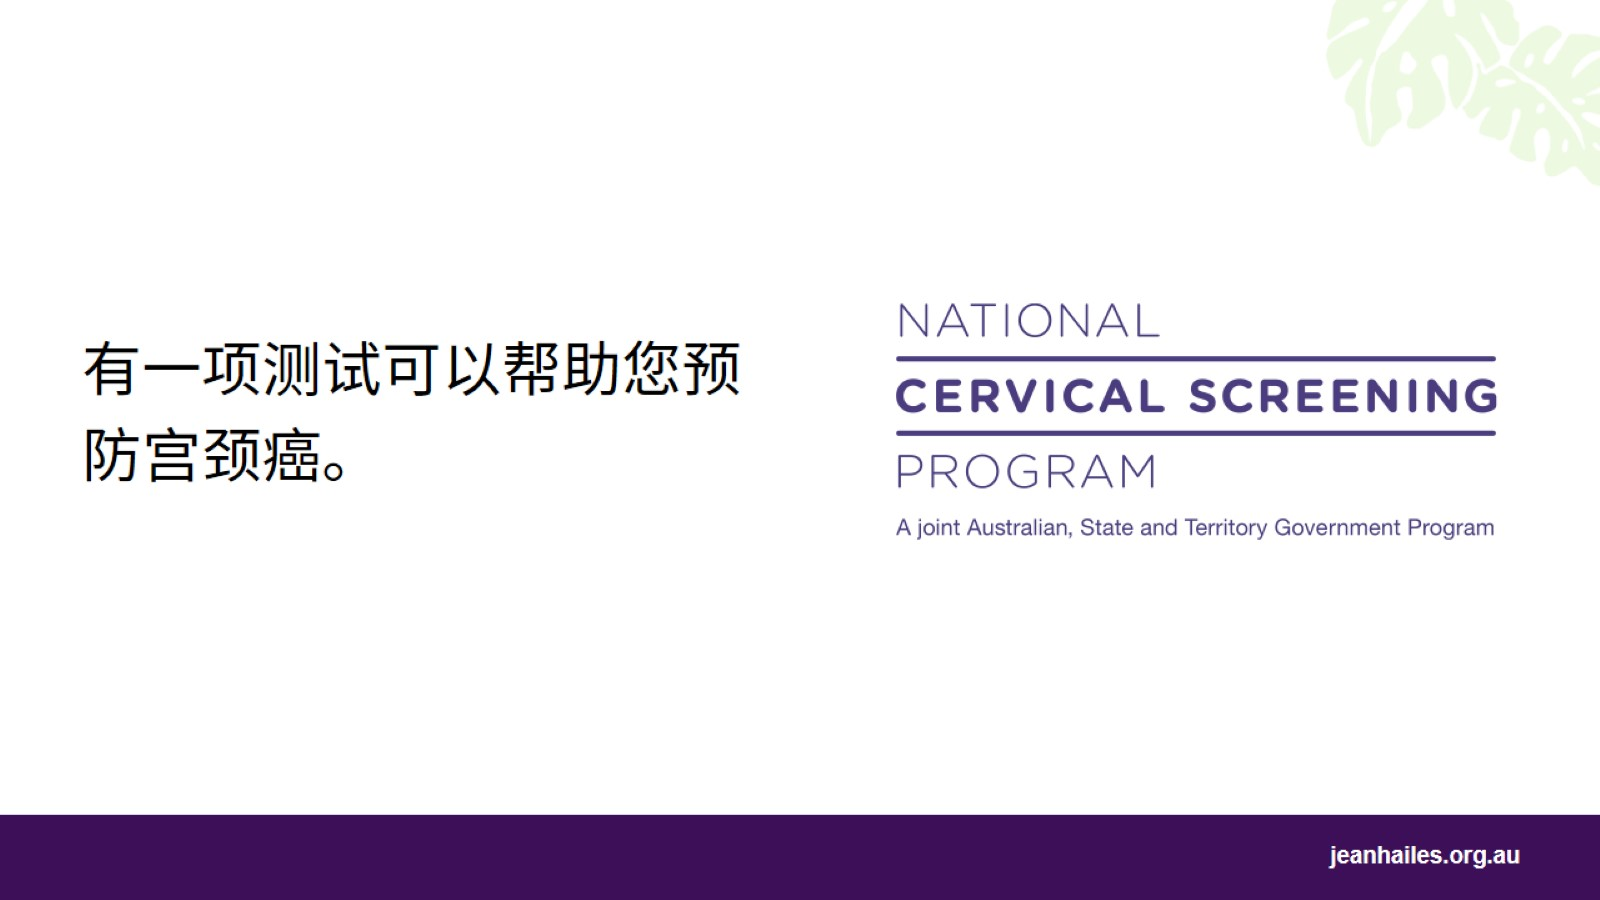 有一项测试可以帮助您预
防宫颈癌。
NATIONAL
CERVICAL SCREENING
PROGRAM
A joint Australian, State and Territory Government Program
jeanhailes.org.au